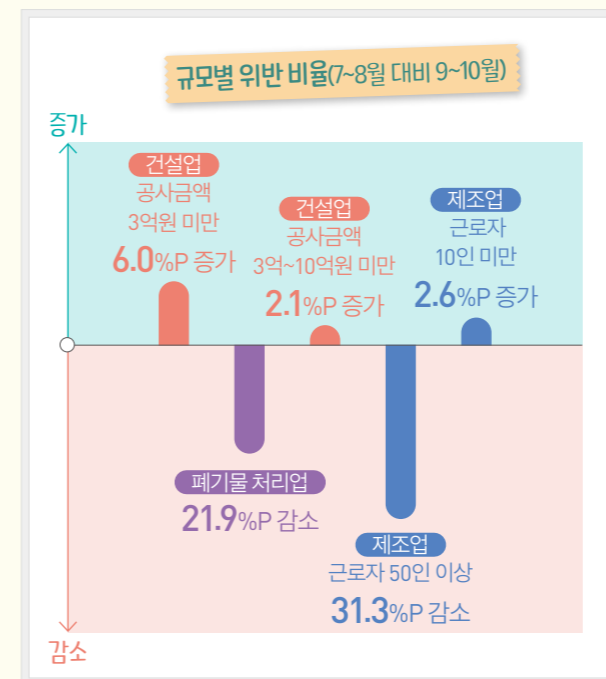 규모별 위반 비율(7~8월 대비 9~10월)
증가
건설업
공사금액
3억원 미만
6.0%P 증가
건설업
공사금액
3억~10억원 미만
2.1%P 증가
제조업
근로자
10인 미만
2.6%P 증가
폐기물 처리업
21.9%P 감소
제조업
근로자 50인 이상
31.3%P 감소
감소